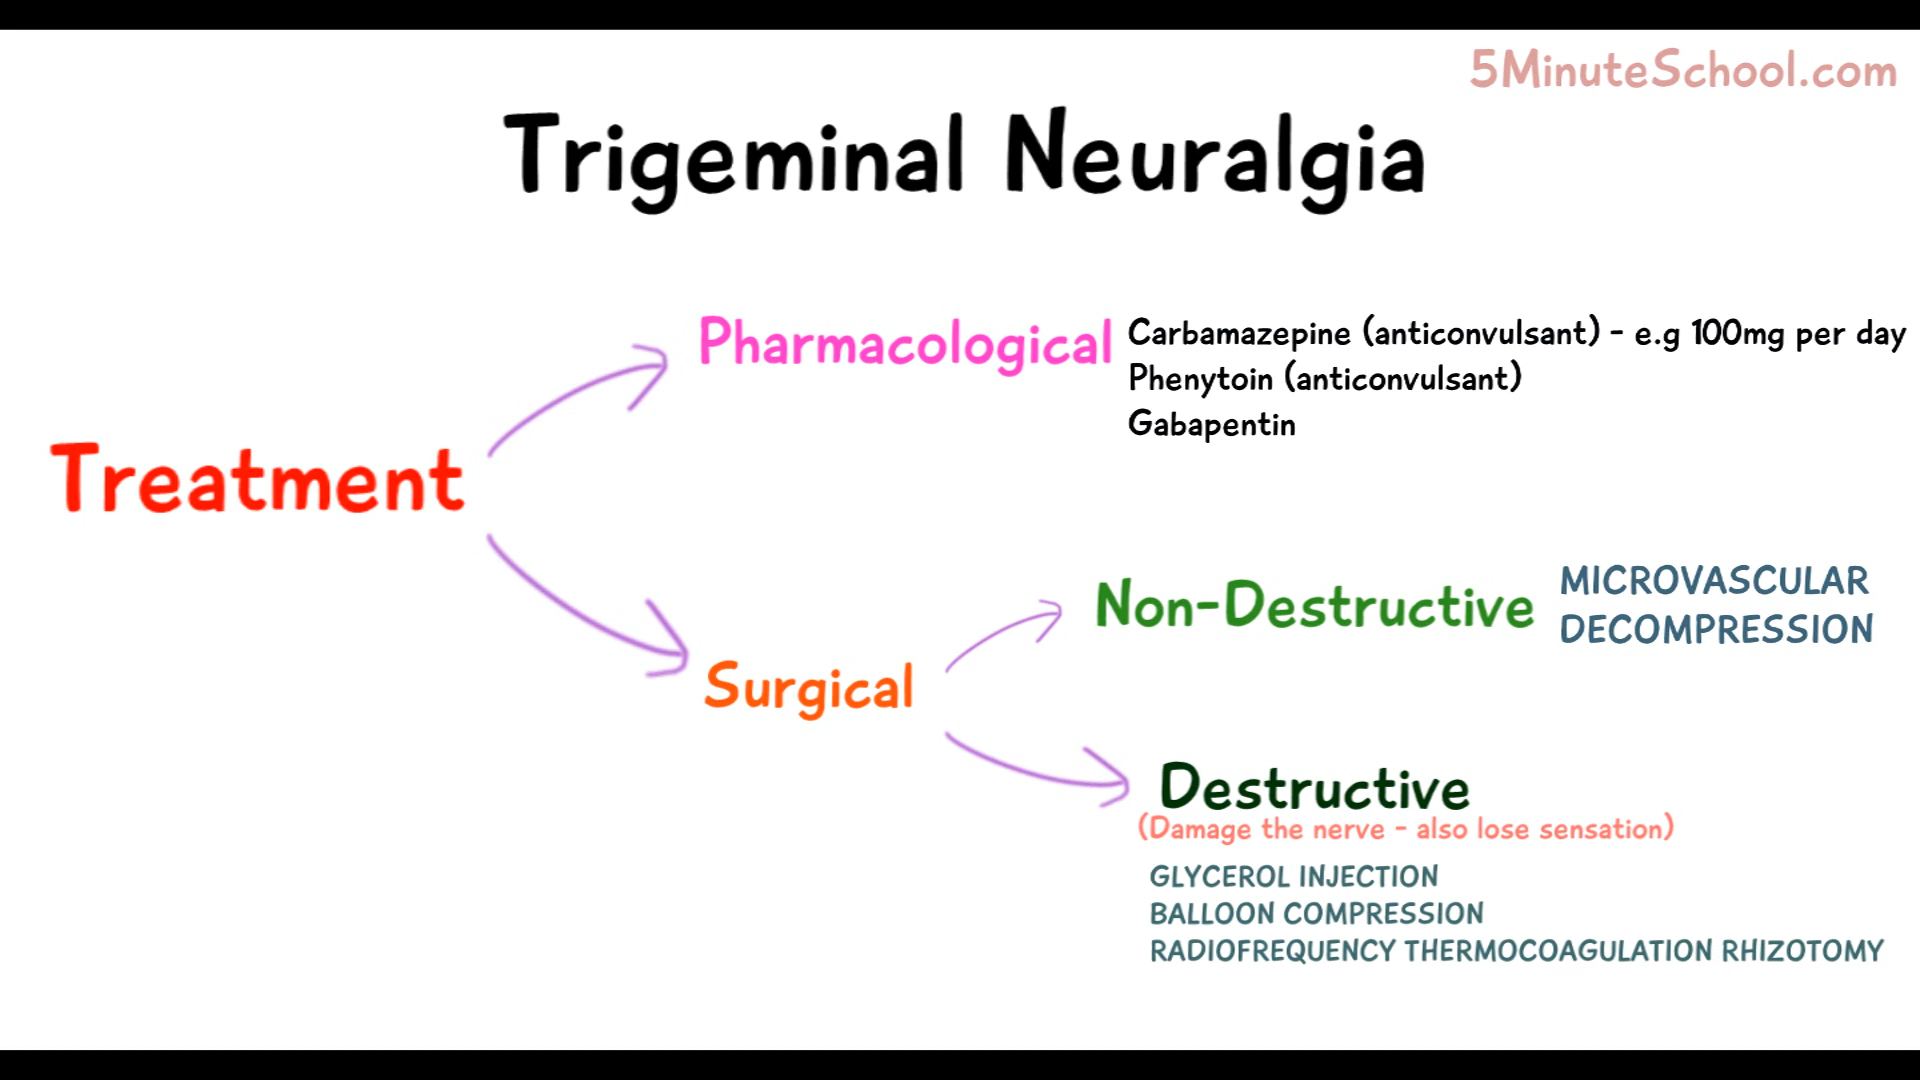 5MinuteSchool.com
Trigeminal Neuralgia
Treatment
Pharmacological
Carbamazepine (anticonvulsant) - e.g 100mg per day
Phenytoin (anticonvulsant)
Gabapentin
Surgical
Non-Destructive
MICROVASCULAR
DECOMPRESSION
Destructive
(Damage the nerve - also lose sensation)
GLYCEROL INJECTION
BALLOON COMPRESSION
RADIOFREQUENCY THERMOCOAGULATION RHIZOTOMY